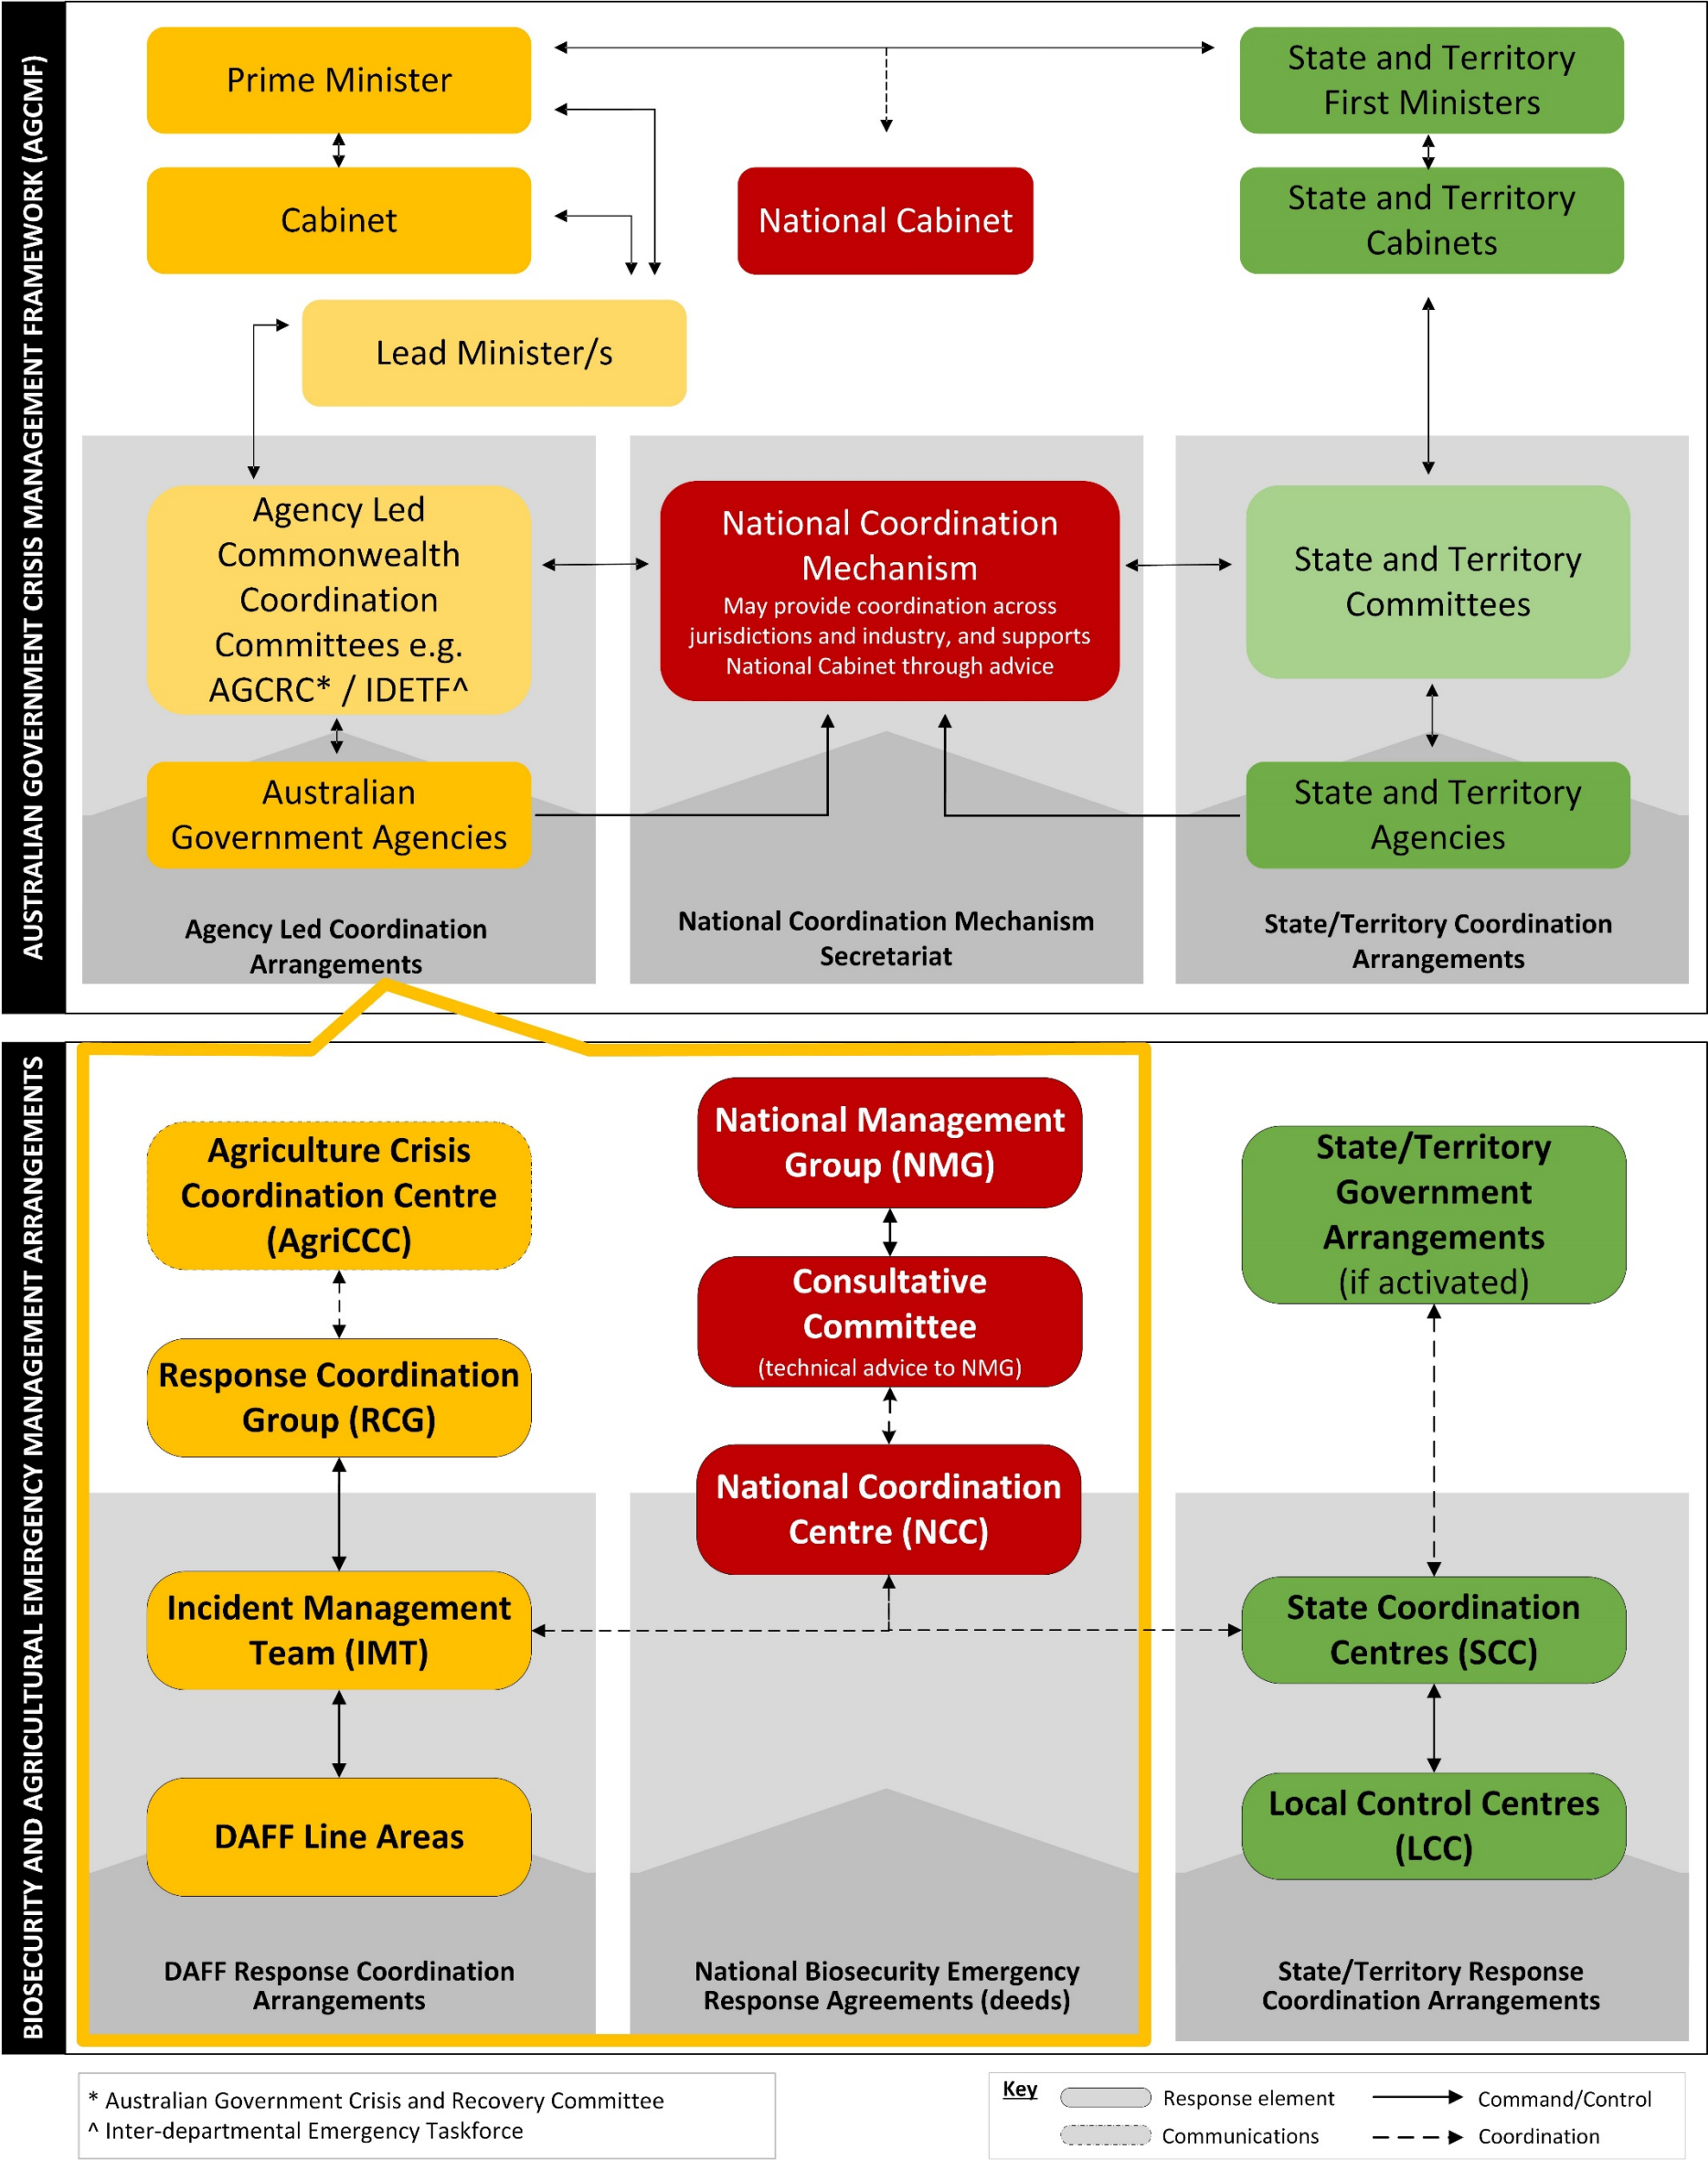 AUSTRALIAN GOVERNMENT CRISIS MANAGEMENT FRAMEWORK (AGCMF)
Prime Minister
State and Territory
First Ministers
Cabinet
National Cabinet
State and Territory
Cabinets
Lead Minister/s
Agency Led
Commonwealth
Coordination
Committees e.g.
AGCRC* / IDETF^
National Coordination
Mechanism
May provide coordination across
jurisdictions and industry, and supports
National Cabinet through advice
State and Territory
Committees
Australian
Government Agencies
State and Territory
Agencies
Agency Led Coordination
Arrangements
National Coordination Mechanism
Secretariat
State/Territory Coordination
Arrangements
BIOSECURITY AND AGRICULTURAL EMERGENCY MANAGEMENT ARRANGEMENTS
Agriculture Crisis
Coordination Centre
(AgriCCC)
Response Coordination
Group (RCG)
Incident Management
Team (IMT)
DAFF Line Areas
DAFF Response Coordination
Arrangements
National Management
Group (NMG)
Consultative
Committee
(technical advice to NMG)
National Coordination
Centre (NCC)
National Biosecurity Emergency
Response Agreements (deeds)
State/Territory
Government
Arrangements
(if activated)
State Coordination
Centres (SCC)
Local Control Centres
(LCC)
State/Territory Response
Coordination Arrangements
* Australian Government Crisis and Recovery Committee
^ Inter-departmental Emergency Taskforce
Key
Response element
Command/Control
Communications
Coordination